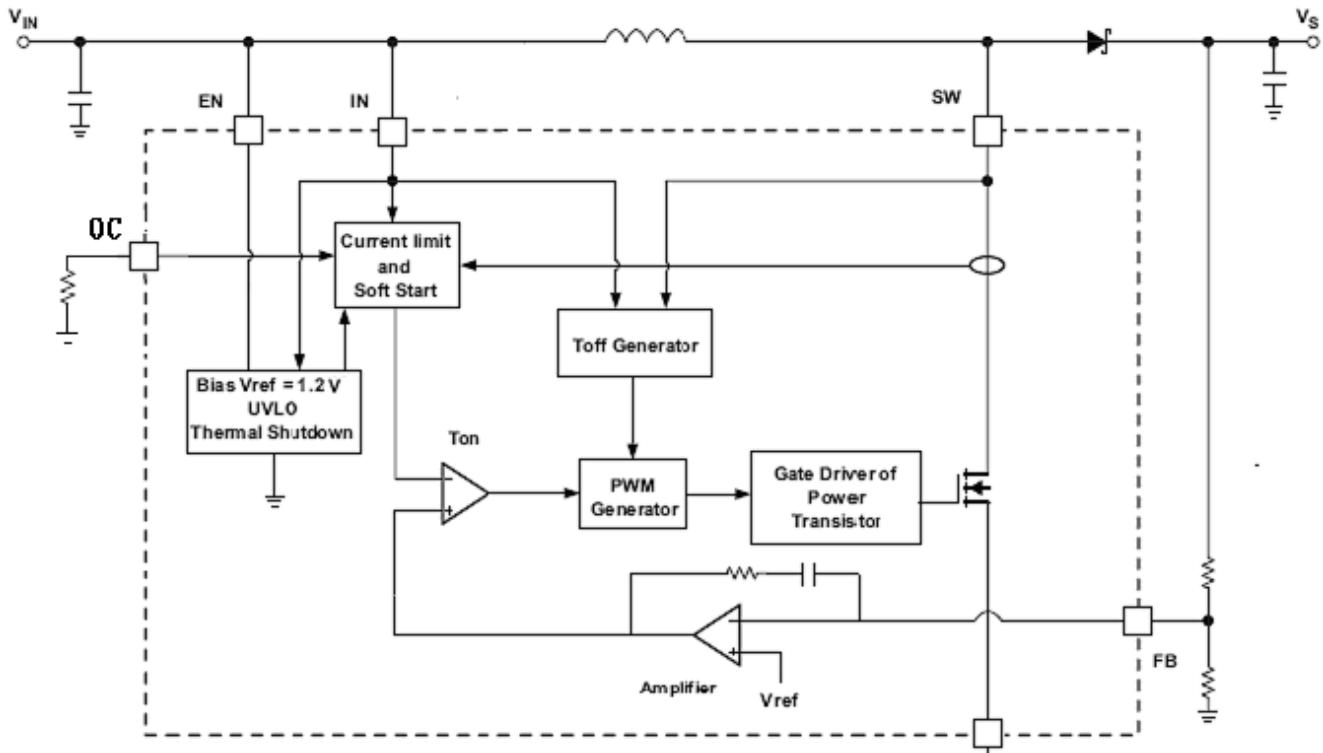 VIN
VS
EN
IN
SW
OC
Current limit
and
Soft Start
Toff Generator
Bias Vref = 1.2 V
UVLO
Thermal Shutdown
Ton
PWM
Generator
Gate Driver of
Power
Transistor
FB
Amplifier
Vref